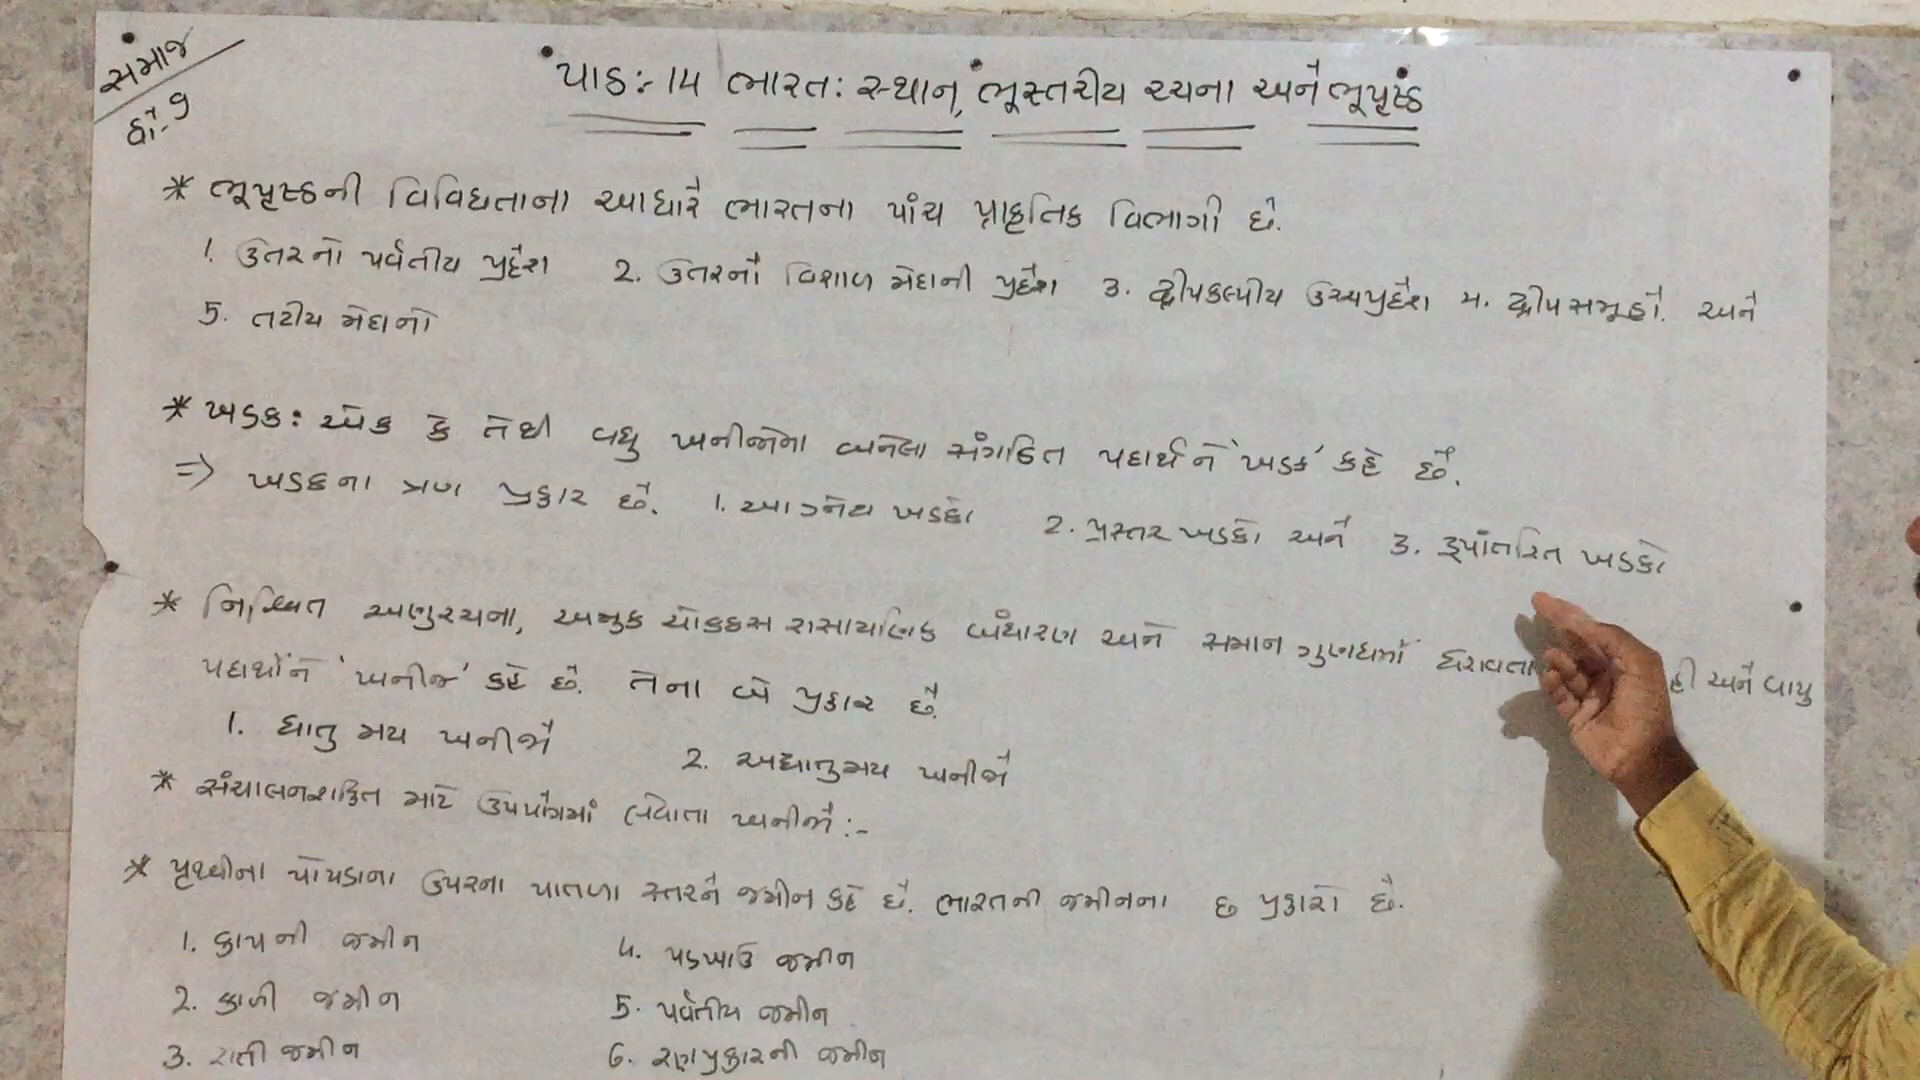 સમાજ
ધો-9
પાઠ:- 14 ભારત: સ્થાન, ભૂસ્તરીય રચના અને ભૂપૃષ્ઠ
* ભૂપૃષ્ઠની વિવિધતાના આધારે ભારતના પાંચ પ્રાકૃતિક વિભાગો છે.
1. ઉતરનો પર્વતીય પ્રદેશ 2. ઉતરનો વિશાળ મેદાની પ્રદેશ 3. દ્વીપકલ્પીય ઉચ્ચપ્રદેશ 4. દ્વીપસમૂહો. અને
5. તટીય મેદાનો
* ખડક: એક કે તેથી વધુ ખનીજોના બનેલા સંગઠિત પદાર્થને 'ખડક' કહે છે.
=> ખડકના ત્રણ પ્રકાર છે. 1. આગ્નેય ખડકો 2. પ્રસ્તર ખડકો અને 3. રૂપાંતરિત ખડકો
* નિશ્ચિત અણુરચના, અમુક ચોક્કસ રાસાયણિક બંધારણ અને સમાન ગુણધર્મો ધરાવતા અને વાયુ
પદાર્થોને 'ખનીજ' કહે છે. તેના બે પ્રકાર છે.
1. ધાતુમય ખનીજો 2. અધાતુમય ખનીજો
* સંચાલનશક્તિ માટે ઉપયોગમાં લેવાતા ખનીજો:-
* પૃથ્વીના પોપડાના ઉપરના પાતળા સ્તરને જમીન કહે છે. ભારતની જમીનના છ પ્રકારો છે.
1. કાંપની જમીન 4. પડખાઉ જમીન
2. કાળી જમીન 5. પર્વતીય જમીન
3. રાતી જમીન 6. રણપ્રકારની જમીન